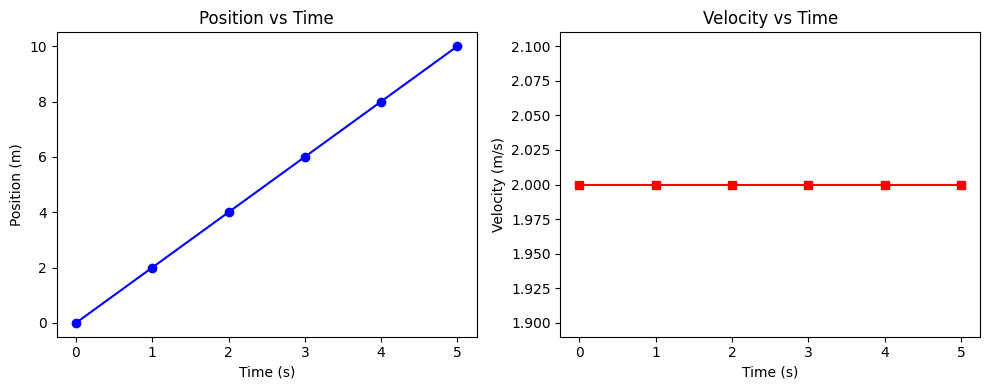 Position vs Time
10
8
6
4
2
0
Position (m)
0 1 2 3 4 5
Time (s)
Velocity vs Time
2.100
2.075
2.050
2.025
2.000
1.975
1.950
1.925
1.900
Velocity (m/s)
0 1 2 3 4 5
Time (s)